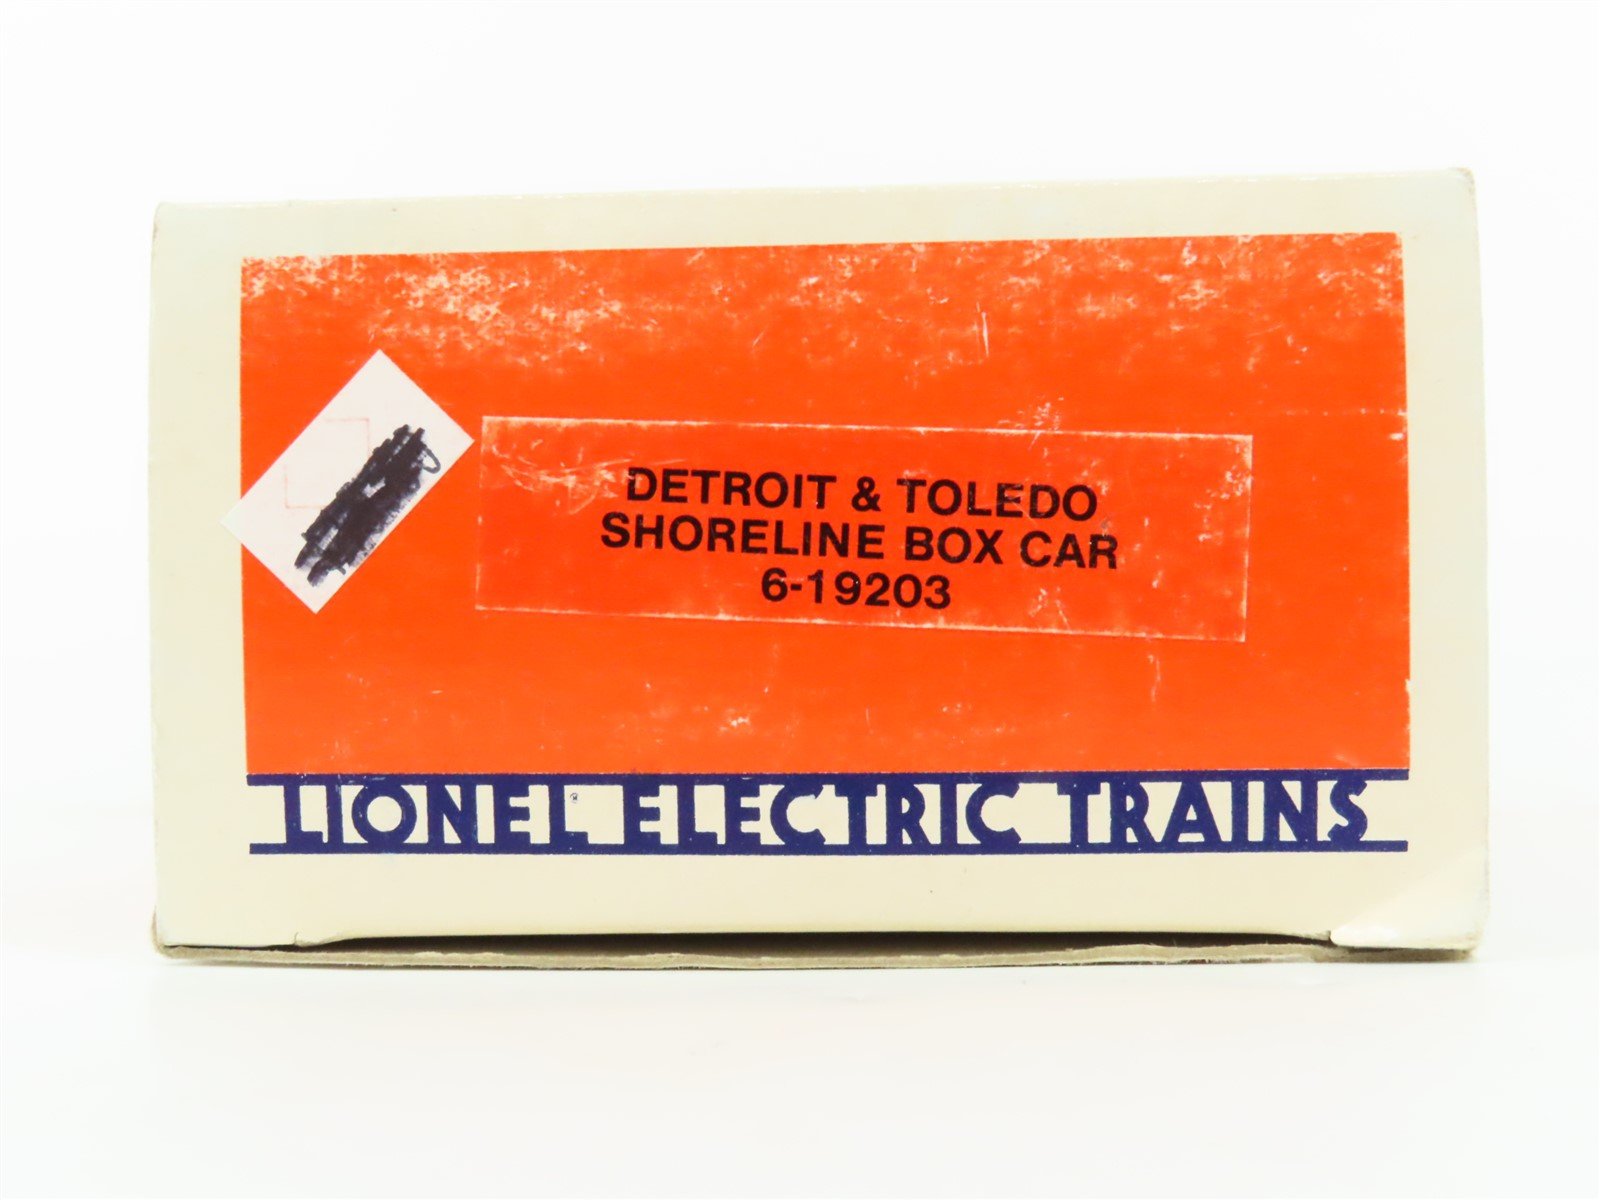 DETROIT & TOLEDO
SHORELINE BOX CAR
6-19203
LIONEL ELECTRIC TRAINS